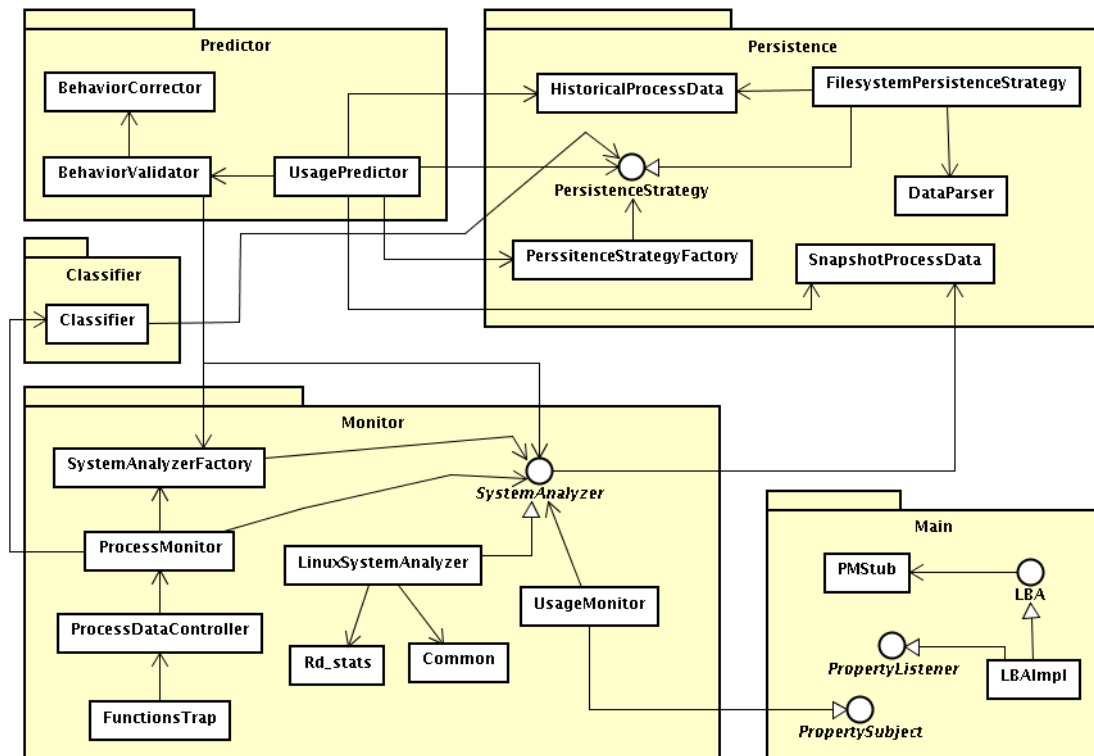 Predictor
BehaviorCorrector
BehaviorValidator
UsagePredictor
Persistence
HistoricalProcessData
FilesystemPersistenceStrategy
PersistenceStrategy
DataParser
PerssitenceStrategyFactory
SnapshotProcessData
Classifier
Classifier
Monitor
SystemAnalyzerFactory
SystemAnalyzer
ProcessMonitor
LinuxSystemAnalyzer
UsageMonitor
ProcessDataController
Rd_stats
Common
FunctionsTrap
Main
PMStub
LBA
PropertyListener
LBAImpl
PropertySubject